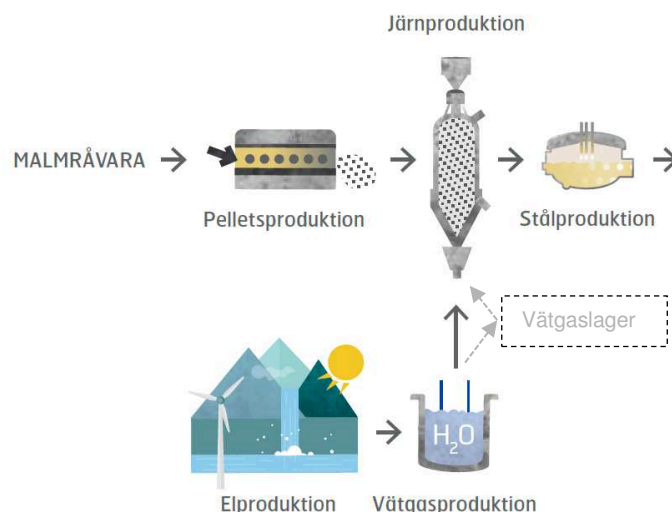 Järnproduktion
MALMRÅVARA
Pelletsproduktion
Stålproduktion
Vätgaslager
H₂O
Elproduktion
Vätgasproduktion